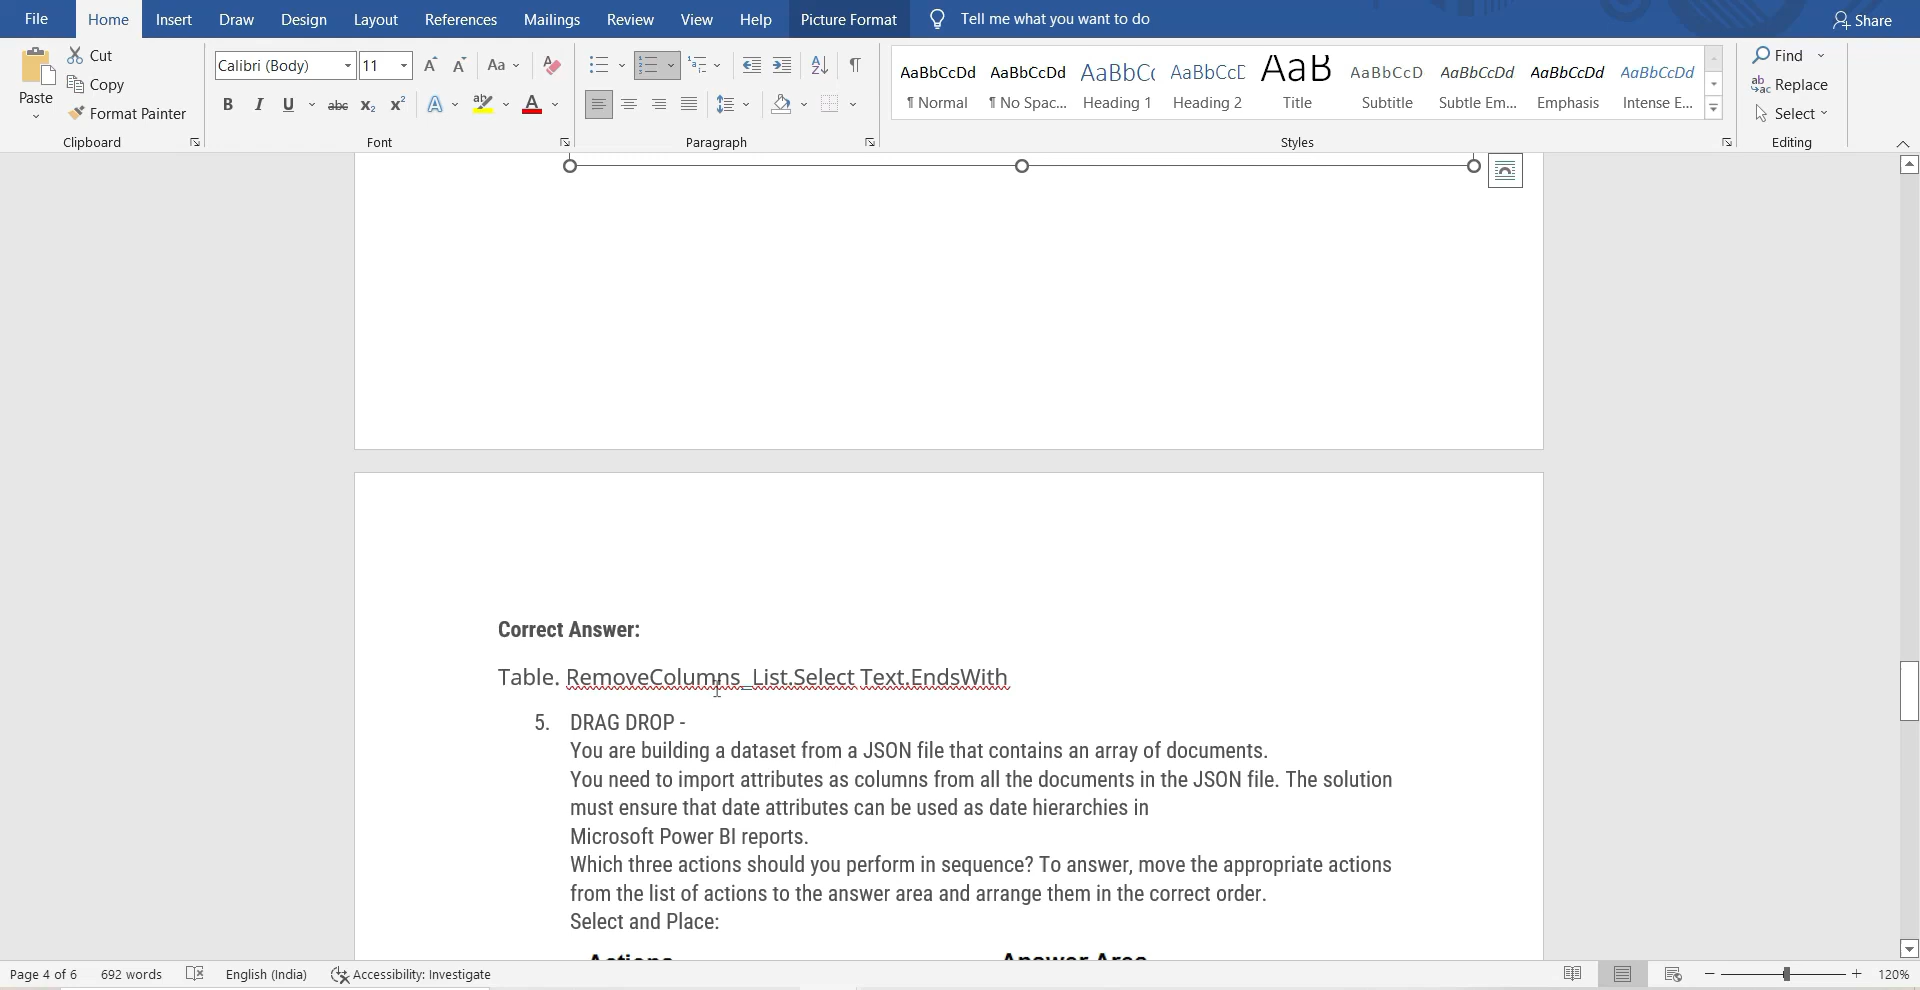 File Home Insert Draw Design Layout References Mailings Review View Help Picture Format Tell me what you want to do Share
Cut
Copy
Format Painter
Paste
Clipboard
Calibri (Body) 11
Font
Paragraph
AaBbCcDd AaBbCcDd AaBbCc AaBbCcD AaB AaBbCcD AaBbCcDd AaBbCcDd AaBbCcDd
¶ Normal ¶ No Spac... Heading 1 Heading 2 Title Subtitle Subtle Em... Emphasis Intense E...
Styles
Find
Replace
Select
Editing
Correct Answer:
Table. RemoveColumns_List.Select Text.EndsWith
5. DRAG DROP -
You are building a dataset from a JSON file that contains an array of documents.
You need to import attributes as columns from all the documents in the JSON file. The solution
must ensure that date attributes can be used as date hierarchies in
Microsoft Power BI reports.
Which three actions should you perform in sequence? To answer, move the appropriate actions
from the list of actions to the answer area and arrange them in the correct order.
Select and Place:
Actions Answer Area
Page 4 of 6 692 words English (India) Accessibility: Investigate 120%